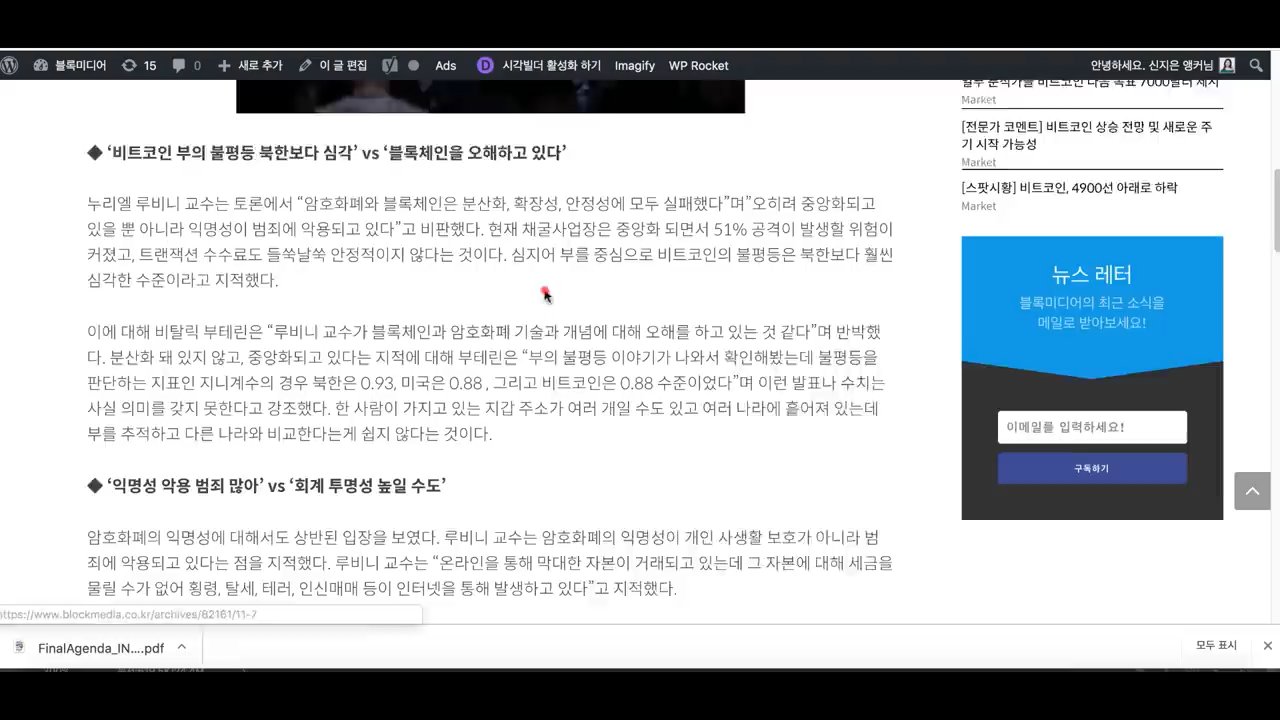 블록미디어 15 0 새로 추가 이 글 편집 Ads 시각빌더 활성화 하기 Imagify WP Rocket 안녕하세요. 신지은 앵커님
◆ ‘비트코인 부의 불평등 북한보다 심각’ vs ‘블록체인을 오해하고 있다’
누리엘 루비니 교수는 토론에서 “암호화폐와 블록체인은 분산화, 확장성, 안정성에 모두 실패했다”며”오히려 중앙화되고
있을 뿐 아니라 익명성이 범죄에 악용되고 있다”고 비판했다. 현재 채굴사업장은 중앙화 되면서 51% 공격이 발생할 위험이
커졌고, 트랜잭션 수수료도 들쑥날쑥 안정적이지 않다는 것이다. 심지어 부를 중심으로 비트코인의 불평등은 북한보다 훨씬
심각한 수준이라고 지적했다.
이에 대해 비탈릭 부테린은 “루비니 교수가 블록체인과 암호화폐 기술과 개념에 대해 오해를 하고 있는 것 같다”며 반박했
다. 분산화 돼 있지 않고, 중앙화되고 있다는 지적에 대해 부테린은 “부의 불평등 이야기가 나와서 확인해봤는데 불평등을
판단하는 지표인 지니계수의 경우 북한은 0.93, 미국은 0.88 , 그리고 비트코인은 0.88 수준이었다”며 이런 발표나 수치는
사실 의미를 갖지 못한다고 강조했다. 한 사람이 가지고 있는 지갑 주소가 여러 개일 수도 있고 여러 나라에 흩어져 있는데
부를 추적하고 다른 나라와 비교한다는게 쉽지 않다는 것이다.
◆ ‘익명성 악용 범죄 많아’ vs ‘회계 투명성 높일 수도’
암호화폐의 익명성에 대해서도 상반된 입장을 보였다. 루비니 교수는 암호화폐의 익명성이 개인 사생활 보호가 아니라 범
죄에 악용되고 있다는 점을 지적했다. 루비니 교수는 “온라인을 통해 막대한 자본이 거래되고 있는데 그 자본에 대해 세금을
물릴 수가 없어 횡령, 탈세, 테러, 인신매매 등이 인터넷을 통해 발생하고 있다”고 지적했다.
일부 분석가들 비트코인 다음 목표 7000달러 제시
Market
[전문가 코멘트] 비트코인 상승 전망 및 새로운 주
기 시작 가능성
Market
[스팟시황] 비트코인, 4900선 아래로 하락
Market
뉴스 레터
블록미디어의 최근 소식을
메일로 받아보세요!
이메일를 입력하세요!
구독하기
https://www.blockmedia.co.kr/archives/82161/11-7
FinalAgenda_IN....pdf
모두 표시